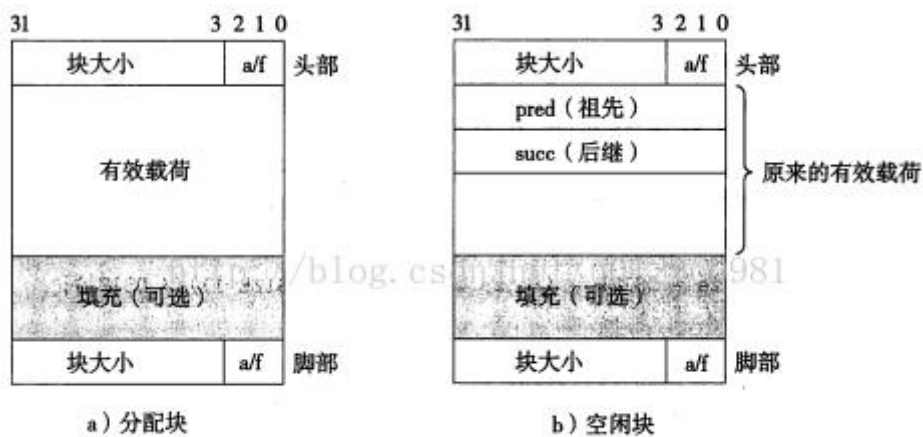 31 3 2 1 0
块大小 a/f 头部
有效载荷
填充（可选）
块大小 a/f 脚部
a）分配块
31 3 2 1 0
块大小 a/f 头部
pred（祖先）
succ（后继）
原来的有效载荷
填充（可选）
块大小 a/f 脚部
b）空闲块